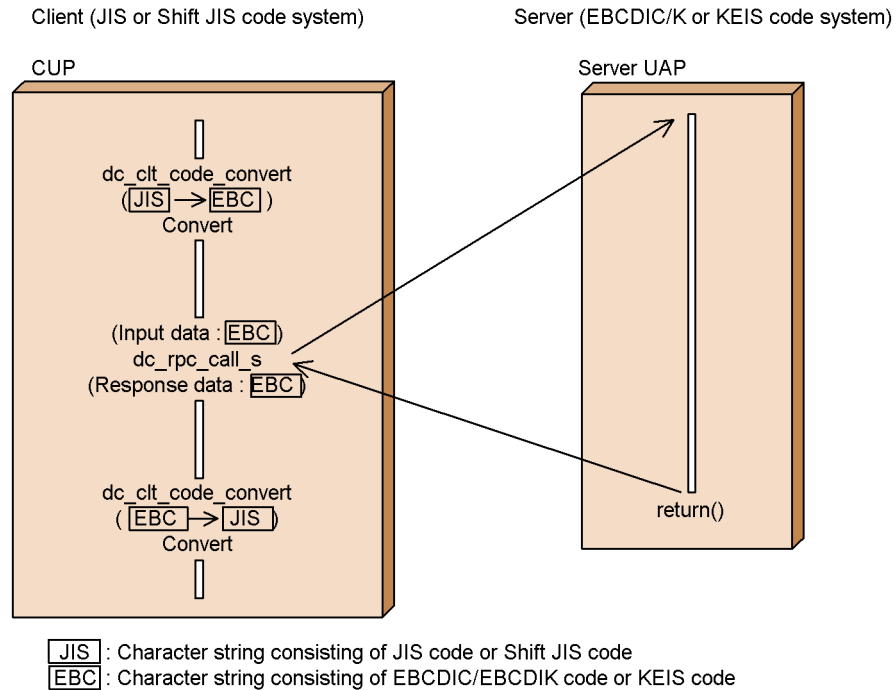 Client (JIS or Shift JIS code system)
Server (EBCDIC/K or KEIS code system)
CUP
Server UAP
dc_clt_code_convert
(JIS → EBC )
Convert
(Input data : EBC)
dc_rpc_call_s
(Response data : EBC)
dc_clt_code_convert
( EBC → JIS)
Convert
return()
JIS : Character string consisting of JIS code or Shift JIS code
EBC : Character string consisting of EBCDIC/EBCDIK code or KEIS code